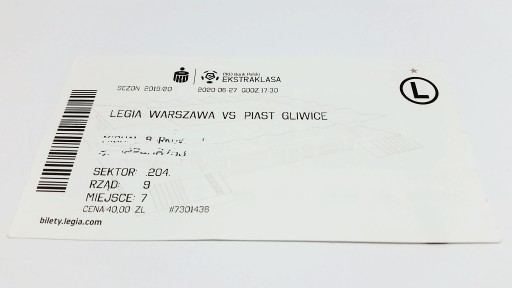 PKO Bank Polski
EKSTRAKLASA
SEZON 2019/20 2020 06 27 GODZ 17.30
L
LEGIA WARSZAWA VS PIAST GLIWICE
SEKTOR: .204.
RZĄD: 9
MIEJSCE: 7
CENA 40,00 ZŁ #7301438
bilety.legia.com